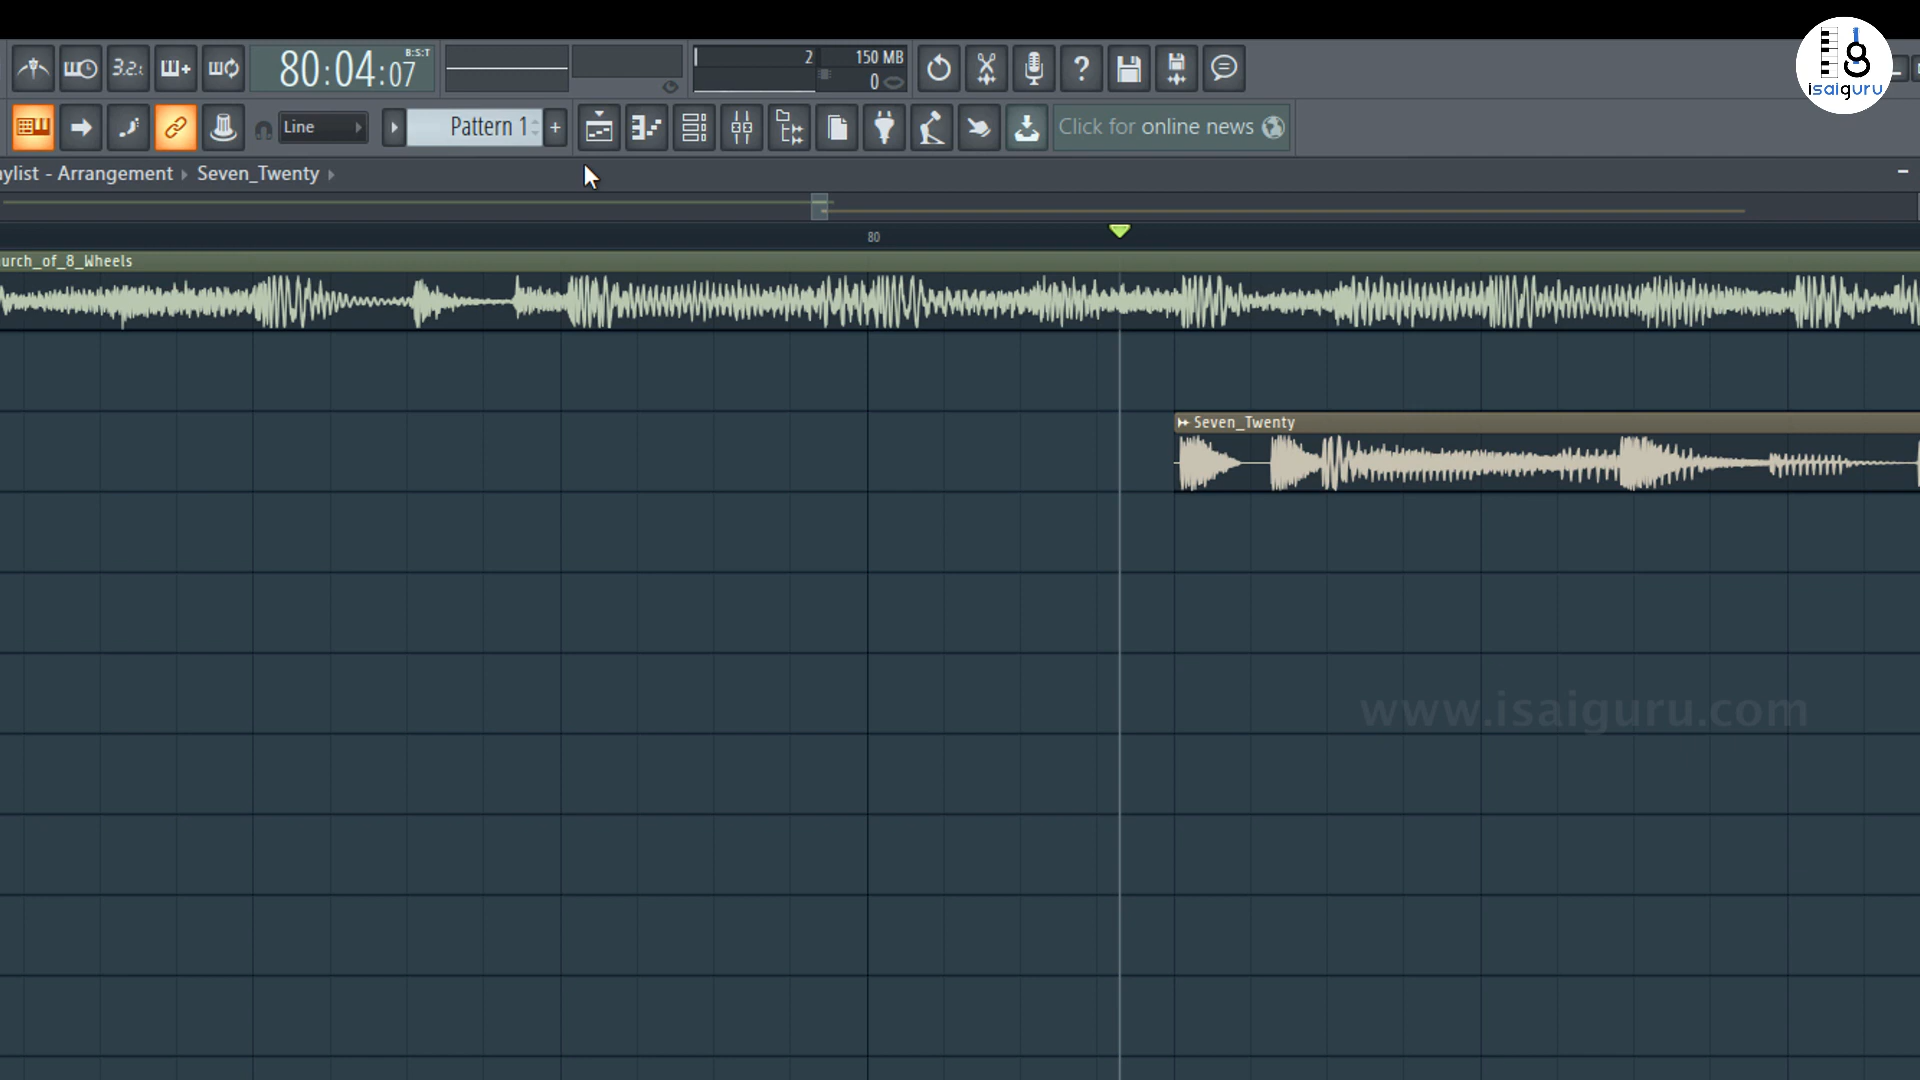 80:04:07
B:S:T
2
150 MB
0
isaiguru
Line
Pattern 1
Click for online news
ylist - Arrangement
Seven_Twenty
80
urch_of_8_Wheels
Seven_Twenty
www.isaiguru.com